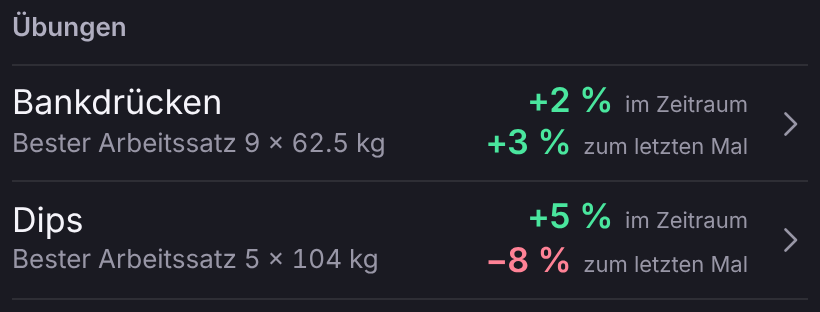 Übungen
Bankdrücken
+2 % im Zeitraum
Bester Arbeitssatz 9 × 62.5 kg
+3 % zum letzten Mal
Dips
+5 % im Zeitraum
Bester Arbeitssatz 5 × 104 kg
−8 % zum letzten Mal